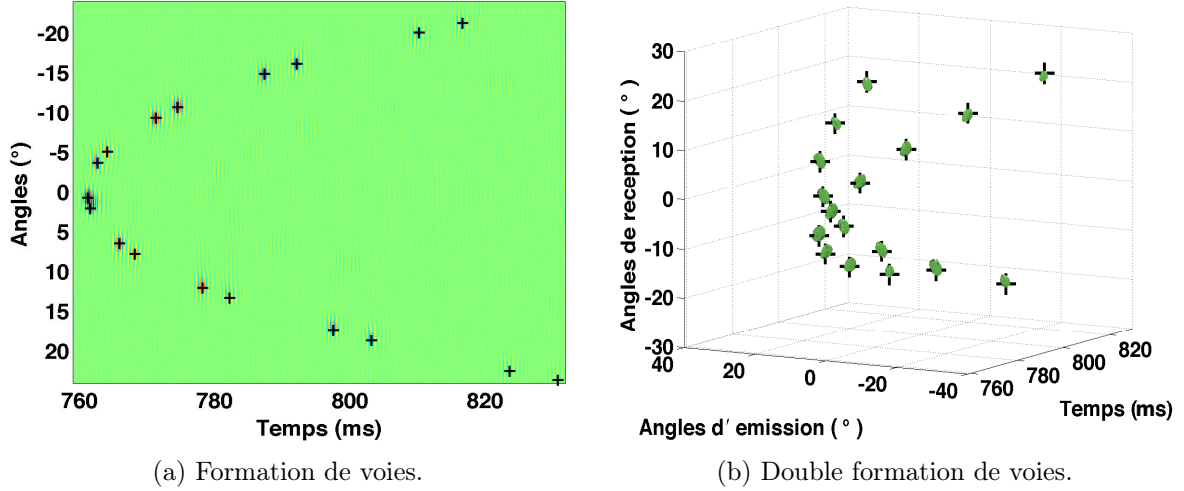 -20
-15
-10
-5
0
5
10
15
20
Angles (°)
760 780 800 820
Temps (ms)
(a) Formation de voies.
30
20
10
0
-10
-20
-30
Angles de reception ( ° )
40 20 0 -20 -40
Angles d′ emission ( ° )
760 780 800 820
Temps (ms)
(b) Double formation de voies.